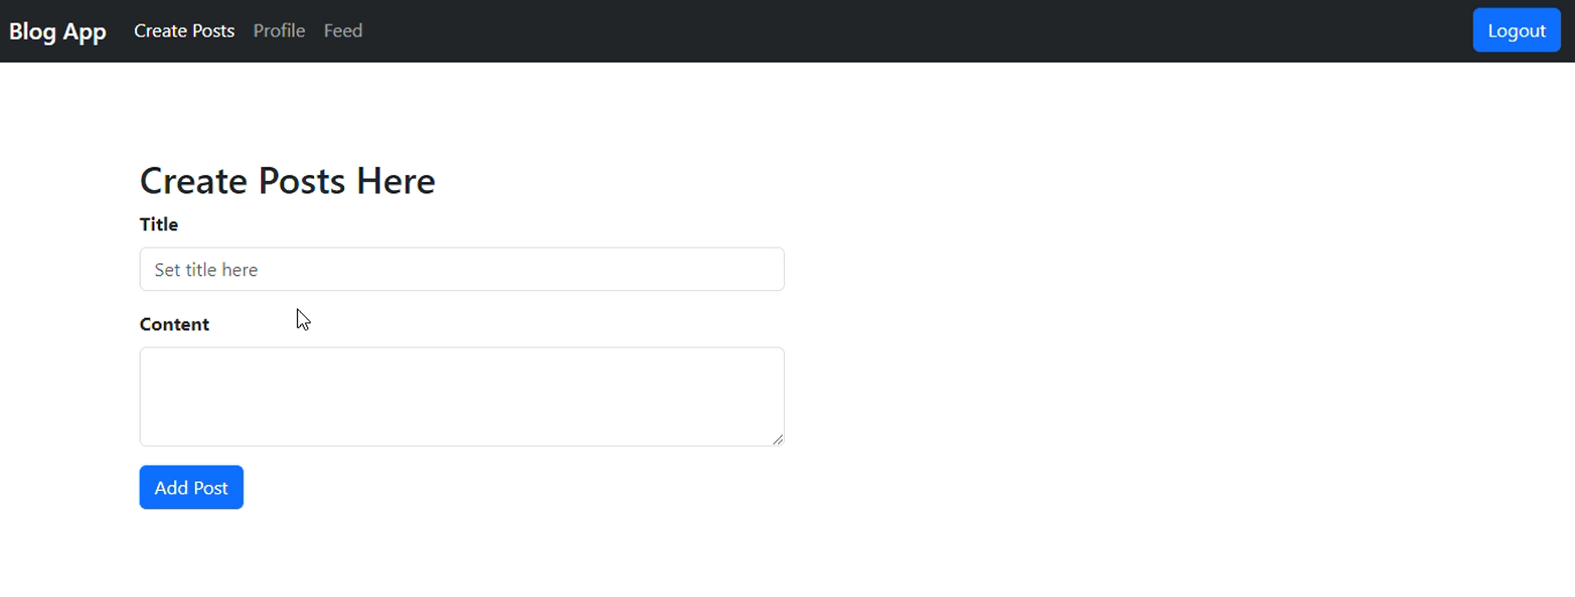 Blog App Create Posts Profile Feed Logout
Create Posts Here
Title
Set title here
Content
Add Post